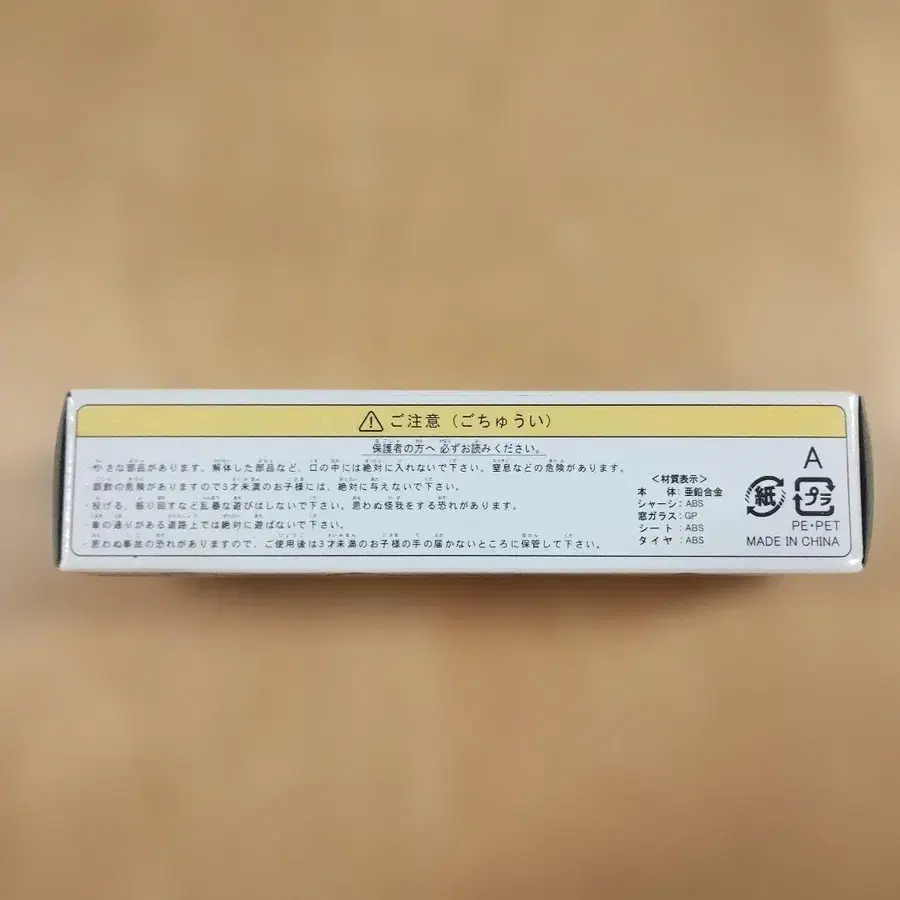 ⚠ ご注意（ごちゅうい）
保護者の方へ 必ずお読みください。
さな部品があります。解体した部品など、口の中には絶対に入れないで下さい。窒息などの危険があります。
誤飲の危険がありますので3才未満のお子様には、絶対に与えないで下さい。
・投げる、振り回すなど乱暴な遊びはしないで下さい。思わぬ怪我をする恐れがあります。
・車の通りがある道路上では絶対に遊ばないで下さい。
・思わぬ事故の恐れがありますので、ご使用後は3才未満のお子様の手の届かないところに保管して下さい。
＜材質表示＞
本　体：亜鉛合金
シャーシ：ABS
窓ガラス：GP
シート：ABS
タイヤ：ABS
A
紙
プラ
PE・PET
MADE IN CHINA